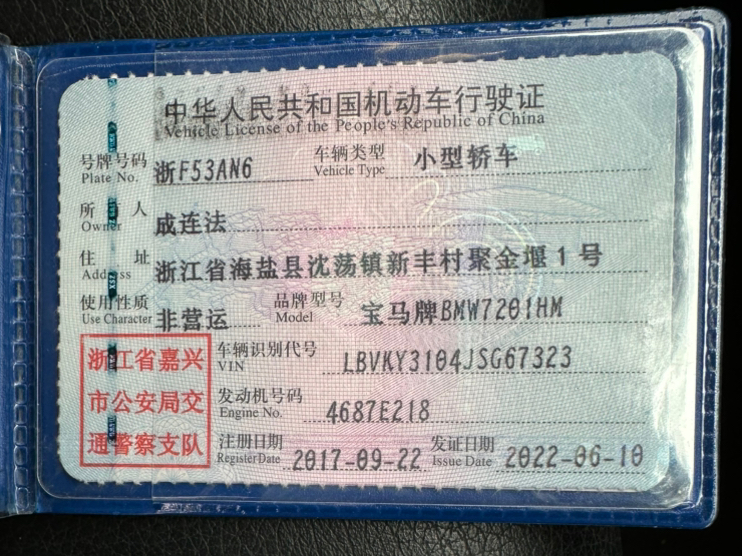 中华人民共和国机动车行驶证
Vehicle License of the People's Republic of China
号牌号码 浙F53AN6 车辆类型 小型轿车
Plate No. Vehicle Type
所有人 成连法
Owner
住址 浙江省海盐县沈荡镇新丰村聚金堰1号
Address
使用性质 非营运 品牌型号 宝马牌BMW7201HM
Use Character Model
浙江省嘉兴
市公安局交
通警察支队
车辆识别代号 LBVKY3104JSG67323
VIN
发动机号码 4687E218
Engine No.
注册日期 2017-09-22 发证日期 2022-06-10
Register Date Issue Date